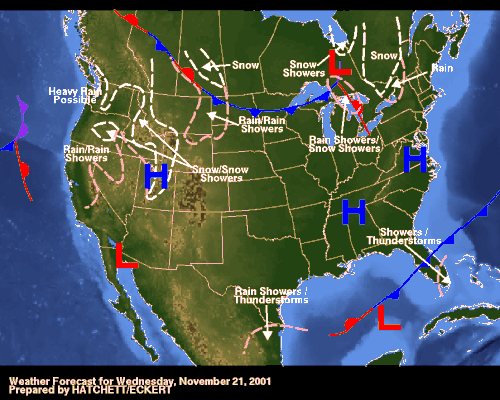 Snow
Snow
Showers
Snow
Rain
Heavy Rain
Possible
Rain/Rain
Showers
Rain/Rain
Showers
Snow/Snow
Showers
Rain Showers/
Snow Showers
L
H
H
H
L
Showers /
Thunderstorms
Rain Showers /
Thunderstorms
L
Weather Forecast for Wednesday, November 21, 2001
Prepared by HATCHETT/ECKERT